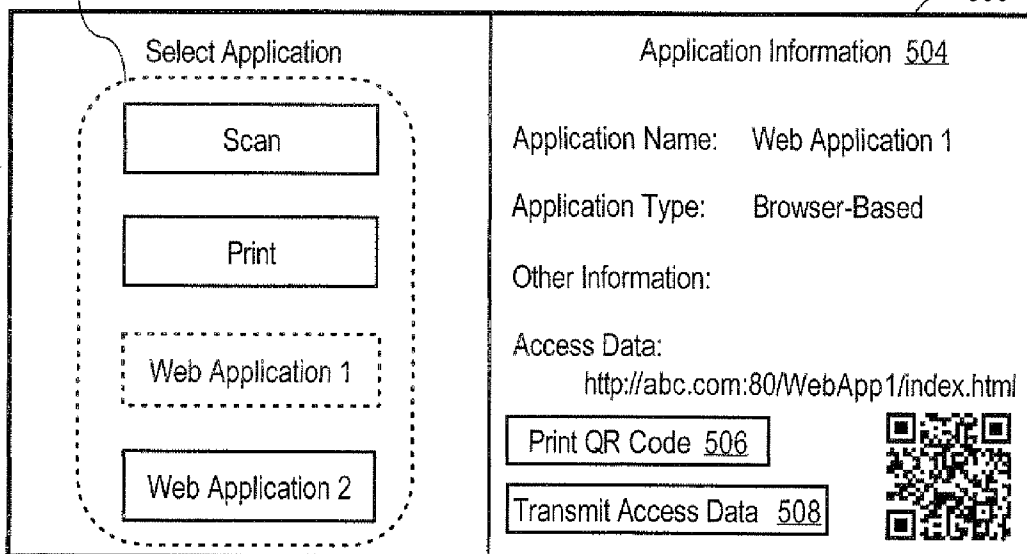 Select Application
Scan
Print
Web Application 1
Web Application 2
Application Information 504
Application Name: Web Application 1
Application Type: Browser-Based
Other Information:
Access Data:
http://abc.com:80/WebApp1/index.html
Print QR Code 506
Transmit Access Data 508